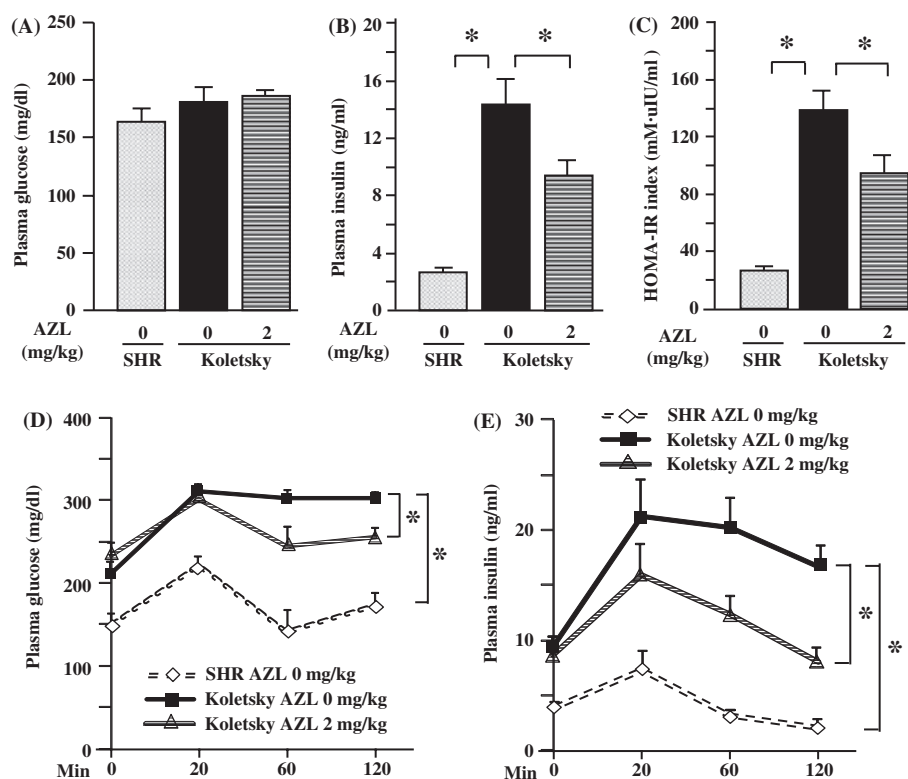 (A)
Plasma glucose (mg/dl)
250
200
150
100
50
0
AZL
(mg/kg)
0
0
2
SHR
Koletsky
(B)
Plasma insulin (ng/ml)
16
12
8
4
0
* *
AZL
(mg/kg)
0
0
2
SHR
Koletsky
(C)
HOMA-IR index (mM·uIU/ml)
200
160
120
80
40
0
* *
AZL
(mg/kg)
0
0
2
SHR
Koletsky
(D)
Plasma glucose (mg/dl)
400
300
200
100
0
*
*
SHR AZL 0 mg/kg
Koletsky AZL 0 mg/kg
Koletsky AZL 2 mg/kg
Min
0 20 60 120
(E)
Plasma insulin (ng/ml)
30
20
10
0
SHR AZL 0 mg/kg
Koletsky AZL 0 mg/kg
Koletsky AZL 2 mg/kg
*
*
Min
0 20 60 120